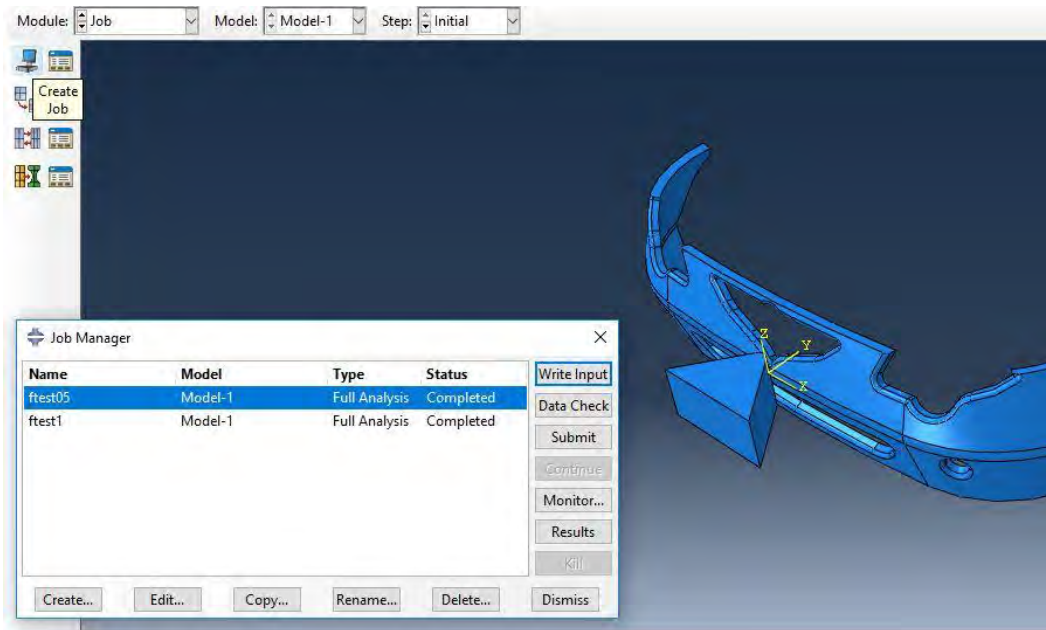 Module: Job Model: Model-1 Step: Initial
Create
Job
Z
Y
X
Job Manager
Name Model Type Status
ftest05 Model-1 Full Analysis Completed
ftest1 Model-1 Full Analysis Completed
Write Input
Data Check
Submit
Continue
Monitor...
Results
Kill
Create... Edit... Copy... Rename... Delete... Dismiss